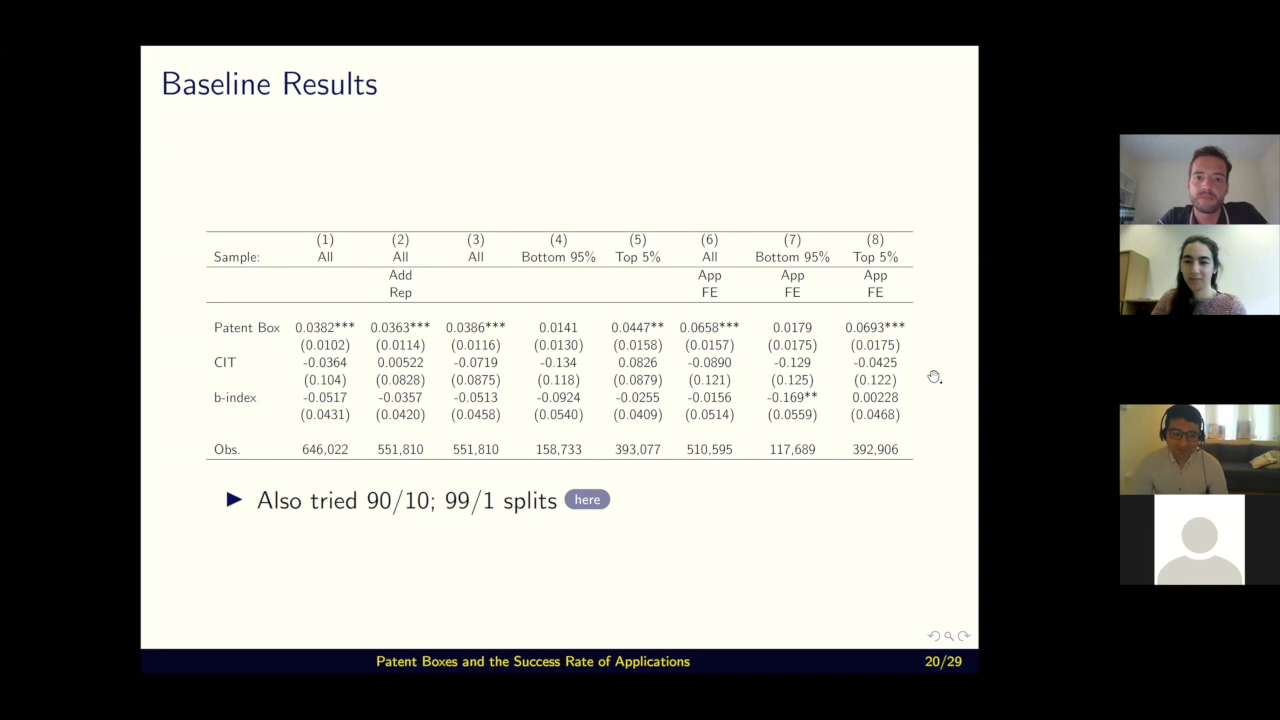 Baseline Results
(1) (2) (3) (4) (5) (6) (7) (8)
Sample: All All All Bottom 95% Top 5% All Bottom 95% Top 5%
Add App App App
Rep FE FE FE
Patent Box 0.0382*** 0.0363*** 0.0386*** 0.0141 0.0447** 0.0658*** 0.0179 0.0693***
(0.0102) (0.0114) (0.0116) (0.0130) (0.0158) (0.0157) (0.0175) (0.0175)
CIT -0.0364 0.00522 -0.0719 -0.134 0.0826 -0.0890 -0.129 -0.0425
(0.104) (0.0828) (0.0875) (0.118) (0.0879) (0.121) (0.125) (0.122)
b-index -0.0517 -0.0357 -0.0513 -0.0924 -0.0255 -0.0156 -0.169** 0.00228
(0.0431) (0.0420) (0.0458) (0.0540) (0.0409) (0.0514) (0.0559) (0.0468)
Obs. 646,022 551,810 551,810 158,733 393,077 510,595 117,689 392,906
Also tried 90/10; 99/1 splits here
Patent Boxes and the Success Rate of Applications 20/29